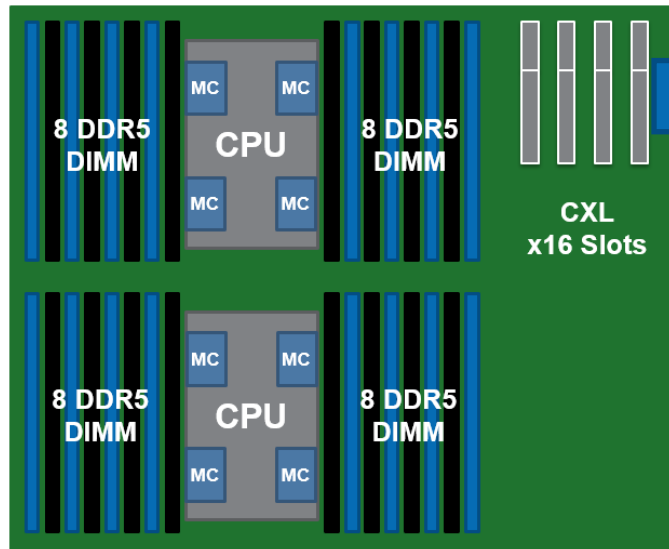 MC
MC
8 DDR5
DIMM
CPU
8 DDR5
DIMM
MC
MC
CXL
x16 Slots
MC
MC
8 DDR5
DIMM
CPU
8 DDR5
DIMM
MC
MC